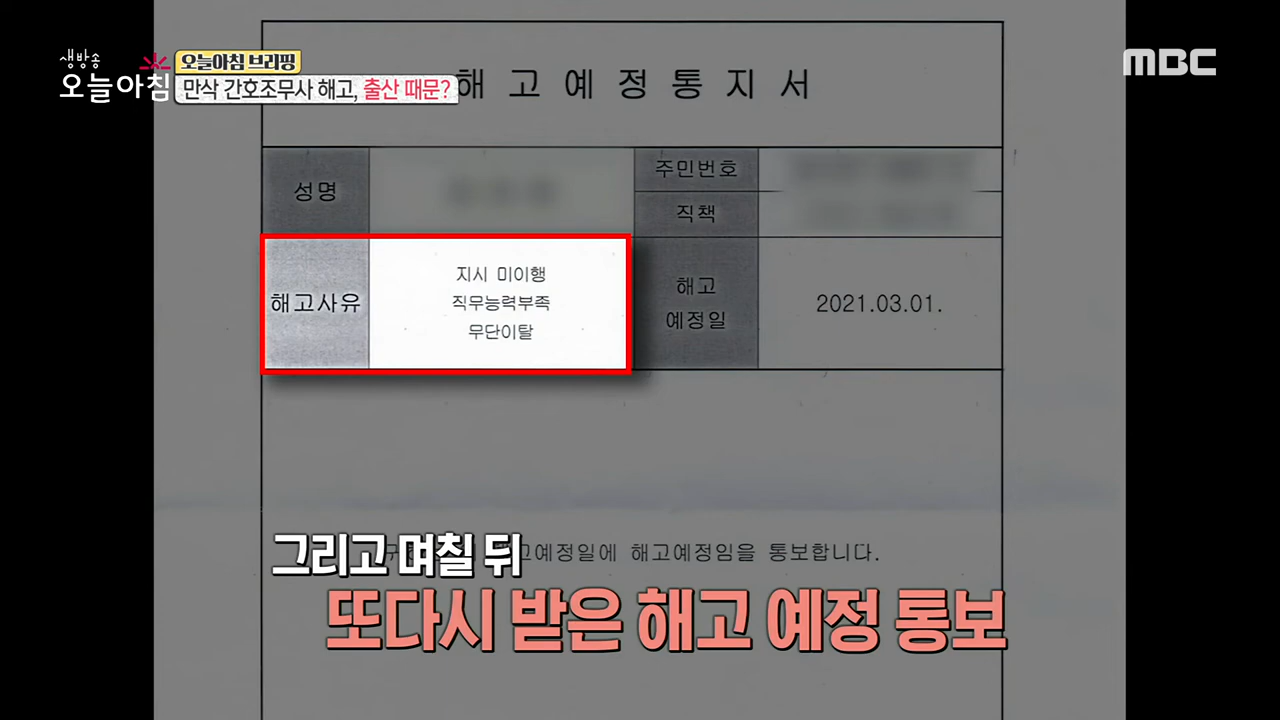 생방송
오늘아침
오늘아침 브리핑
만삭 간호조무사 해고, 출산 때문?
MBC
해고예정통지서
성명
주민번호
직책
해고사유
지시 미이행
직무능력부족
무단이탈
해고
예정일
2021.03.01.
고예정일에 해고예정임을 통보합니다.
그리고 며칠 뒤
또다시 받은 해고 예정 통보